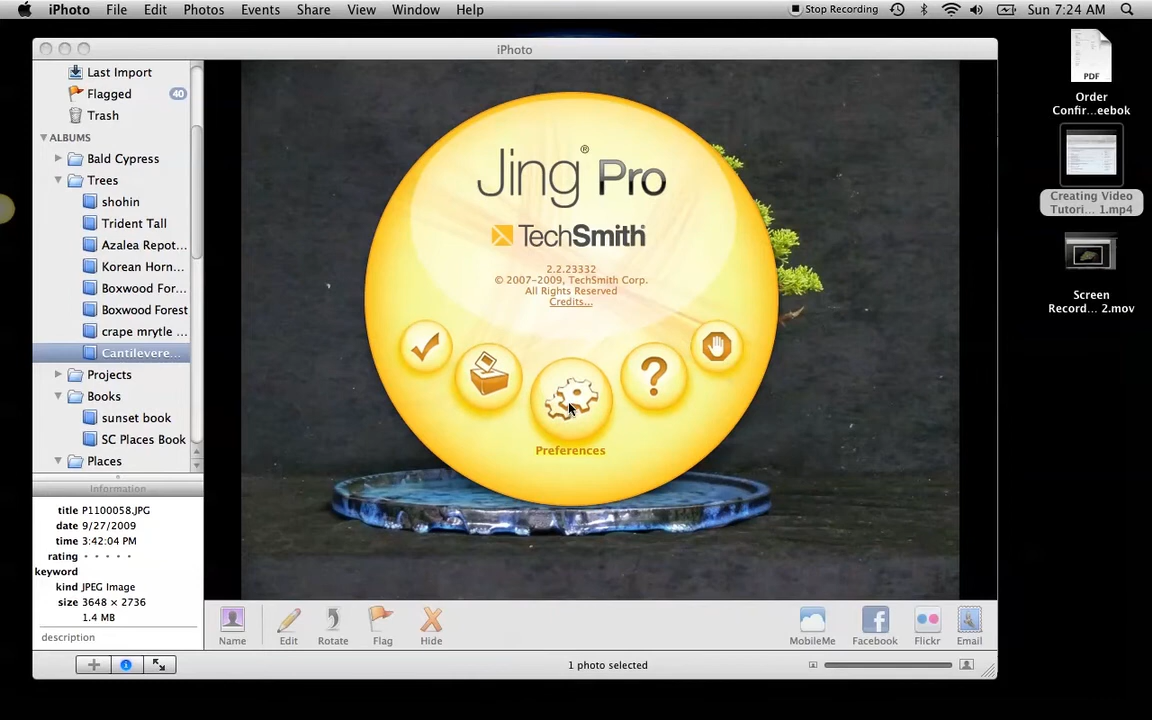 iPhoto File Edit Photos Events Share View Window Help
Stop Recording Sun 7:24 AM
iPhoto
Last Import
Flagged 40
Trash
ALBUMS
Bald Cypress
Trees
shohin
Trident Tall
Azalea Repot...
Korean Horn...
Boxwood For...
Boxwood Forest
crape mrytle ...
Cantilevere...
Projects
Books
sunset book
SC Places Book
Places
Information
title P1100058.JPG
date 9/27/2009
time 3:42:04 PM
rating
keyword
kind JPEG Image
size 3648 × 2736
1.4 MB
description
Jing® Pro
TechSmith
2.2.23332
© 2007-2009, TechSmith Corp.
All Rights Reserved
Credits...
?
Preferences
Name Edit Rotate Flag Hide MobileMe Facebook Flickr Email
1 photo selected
PDF
Order
Confir...eebok
Creating Video
Tutori... 1.mp4
Screen
Record... 2.mov